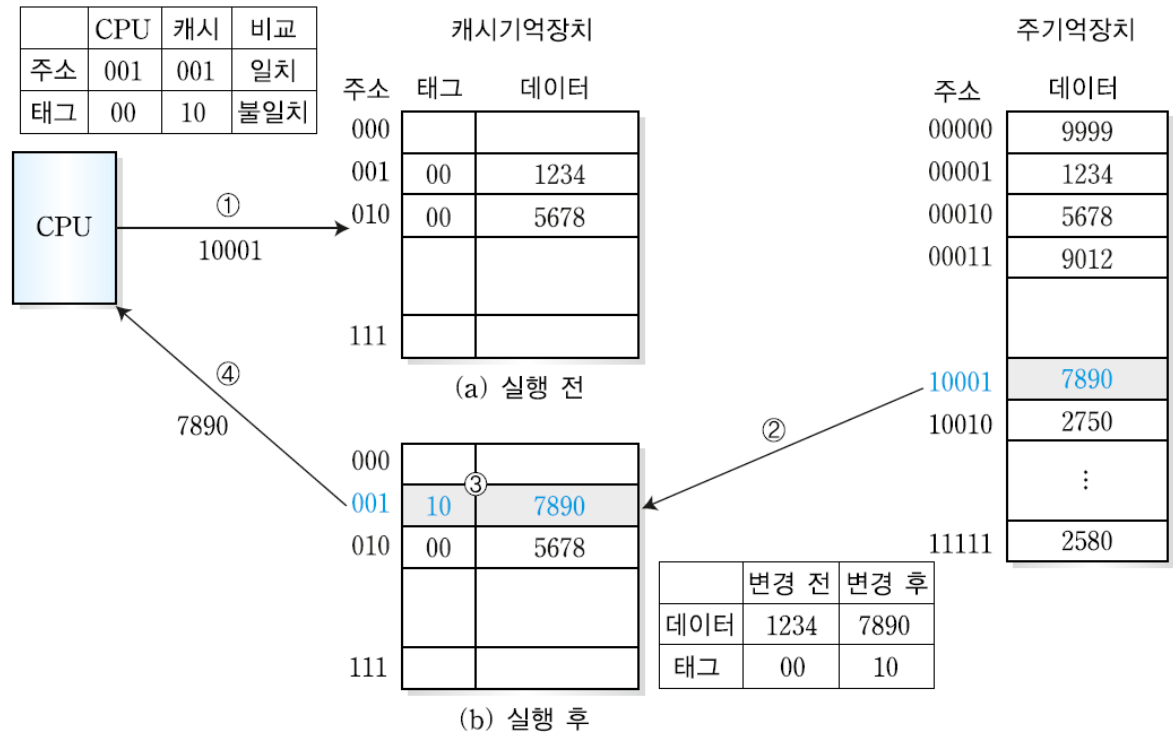 CPU 캐시 비교
주소 001 001 일치
태그 00 10 불일치
CPU
①
10001
④
7890
캐시기억장치
주소 태그 데이터
000
001 00 1234
010 00 5678
111
(a) 실행 전
000
③
001 10 7890
010 00 5678
111
(b) 실행 후
주기억장치
주소 데이터
00000 9999
00001 1234
00010 5678
00011 9012
10001 7890
10010 2750
⋮
11111 2580
②
변경 전 변경 후
데이터 1234 7890
태그 00 10